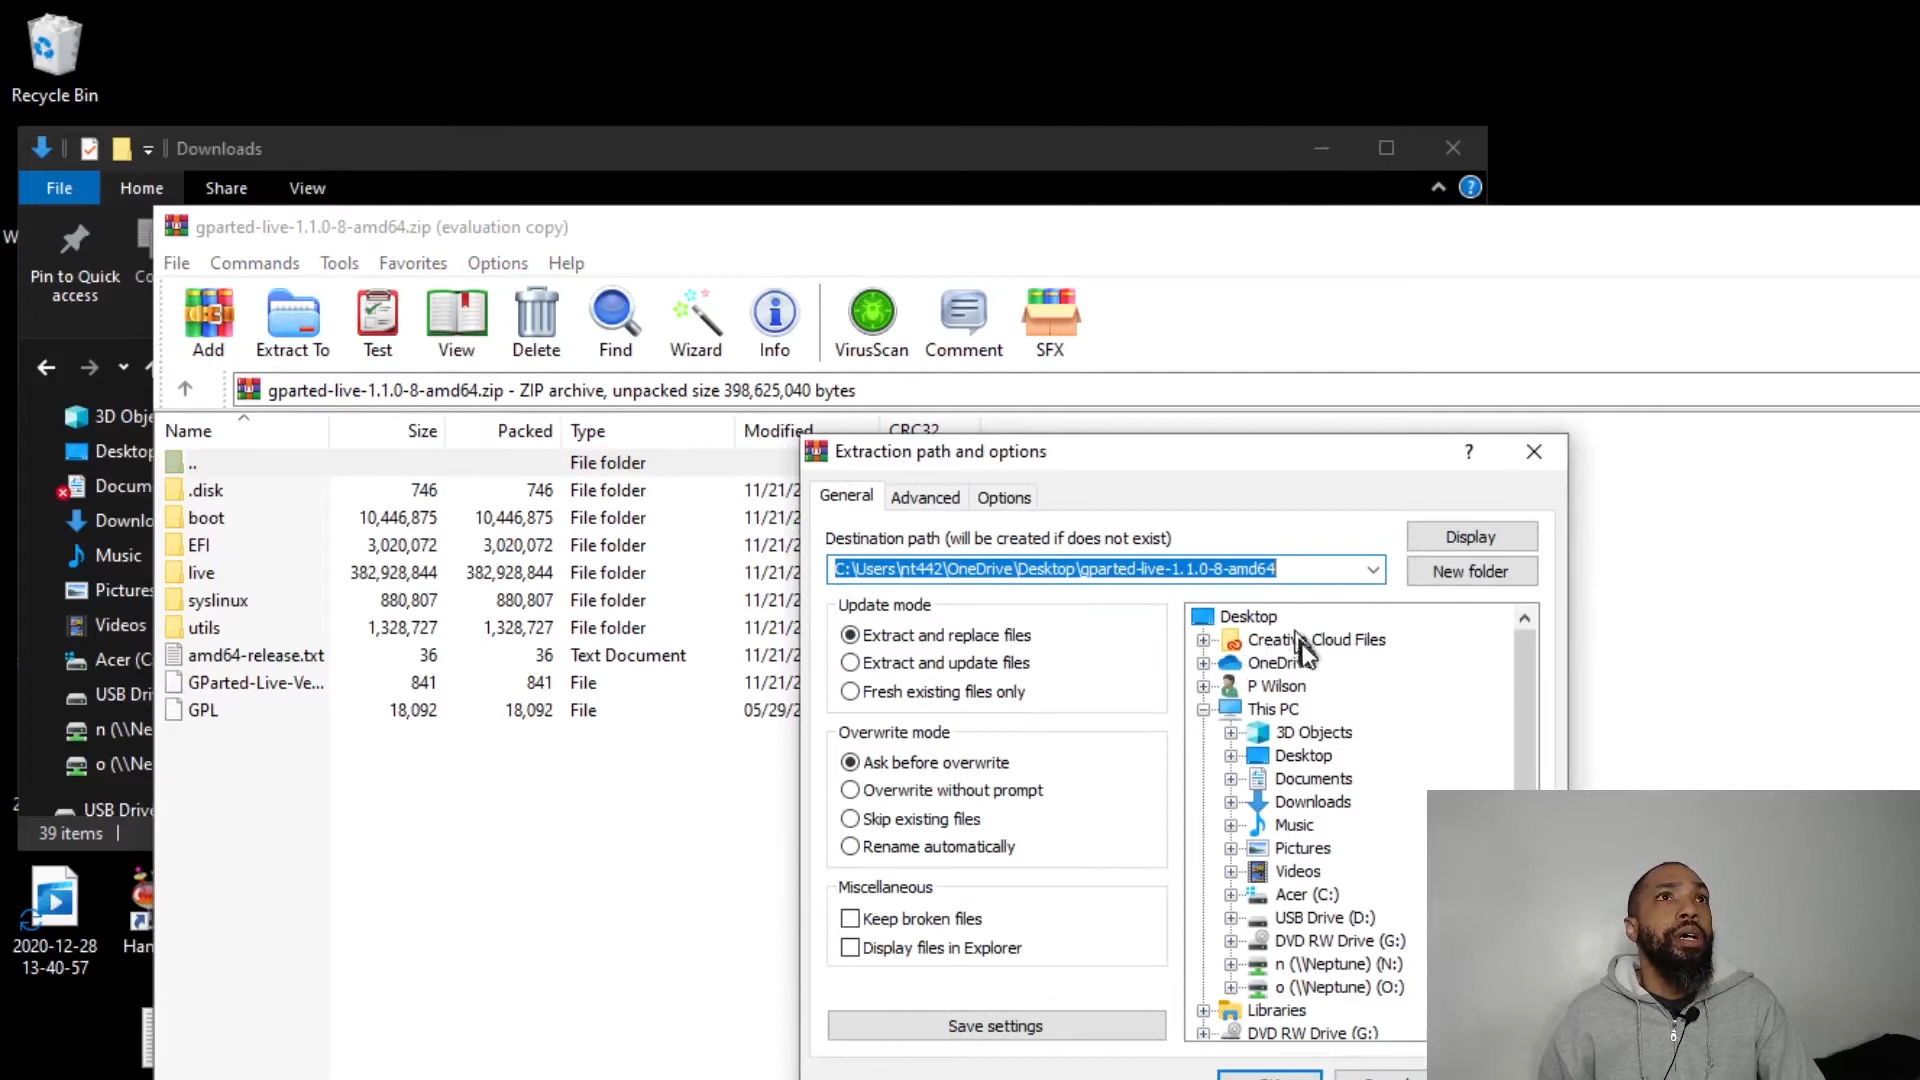 Recycle Bin
Downloads
File Home Share View
Pin to Quick access
gparted-live-1.1.0-8-amd64.zip (evaluation copy)
File Commands Tools Favorites Options Help
Add Extract To Test View Delete Find Wizard Info VirusScan Comment SFX
gparted-live-1.1.0-8-amd64.zip - ZIP archive, unpacked size 398,625,040 bytes
Name Size Packed Type Modified CRC32
.. File folder
.disk 746 746 File folder 11/21/2
boot 10,446,875 10,446,875 File folder 11/21/2
EFI 3,020,072 3,020,072 File folder 11/21/2
live 382,928,844 382,928,844 File folder 11/21/2
syslinux 880,807 880,807 File folder 11/21/2
utils 1,328,727 1,328,727 File folder 11/21/2
amd64-release.txt 36 36 Text Document 11/21/2
GParted-Live-Ve... 841 841 File 11/21/2
GPL 18,092 18,092 File 05/29/2
3D Obje
Desktop
Docum
Downlo
Music
Pictures
Videos
Acer (C:
USB Dri
n (\\Ne
o (\\Ne
USB Drive
39 items
2020-12-28
13-40-57
Han
Extraction path and options
General Advanced Options
Destination path (will be created if does not exist)
C:\Users\nt442\OneDrive\Desktop\gparted-live-1.1.0-8-amd64
Display
New folder
Update mode
Extract and replace files
Extract and update files
Fresh existing files only
Overwrite mode
Ask before overwrite
Overwrite without prompt
Skip existing files
Rename automatically
Miscellaneous
Keep broken files
Display files in Explorer
Save settings
Desktop
Creative Cloud Files
OneDrive
P Wilson
This PC
3D Objects
Desktop
Documents
Downloads
Music
Pictures
Videos
Acer (C:)
USB Drive (D:)
DVD RW Drive (G:)
n (\\Neptune) (N:)
o (\\Neptune) (O:)
Libraries
DVD RW Drive (G:)